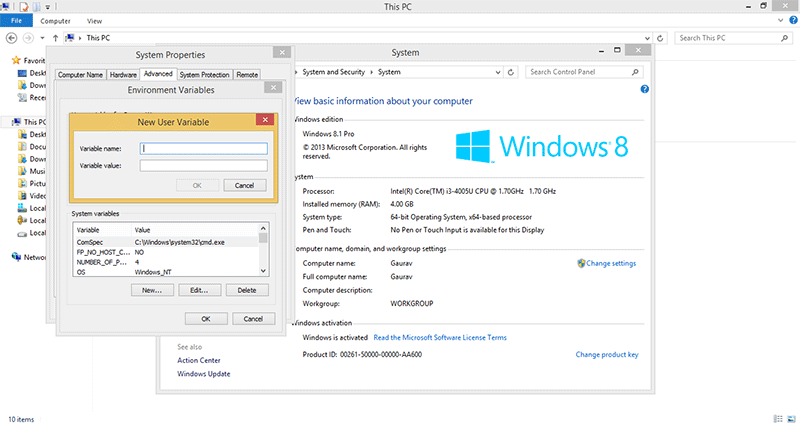 This PC
File Computer View
This PC
Search This PC
Favorit
Deskt
Down
Recen
This PC
Deskt
Docu
Down
Music
Pictur
Video
Local
Local
Netwo
System Properties
Computer Name Hardware Advanced System Protection Remote
Environment Variables
New User Variable
Variable name:
Variable value:
OK Cancel
System variables
Variable Value
ComSpec C:\Windows\system32\cmd.exe
FP_NO_HOST_C... NO
NUMBER_OF_P... 4
OS Windows_NT
New... Edit... Delete
OK Cancel
System
System and Security System
Search Control Panel
View basic information about your computer
Windows edition
Windows 8.1 Pro
© 2013 Microsoft Corporation. All rights
reserved.
Windows 8
System
Processor: Intel(R) Core(TM) i3-4005U CPU @ 1.70GHz 1.70 GHz
Installed memory (RAM): 4.00 GB
System type: 64-bit Operating System, x64-based processor
Pen and Touch: No Pen or Touch Input is available for this Display
Computer name, domain, and workgroup settings
Computer name: Gaurav
Change settings
Full computer name: Gaurav
Computer description:
Workgroup: WORKGROUP
Windows activation
Windows is activated Read the Microsoft Software License Terms
Product ID: 00261-50000-00000-AA600
Change product key
See also
Action Center
Windows Update
10 items